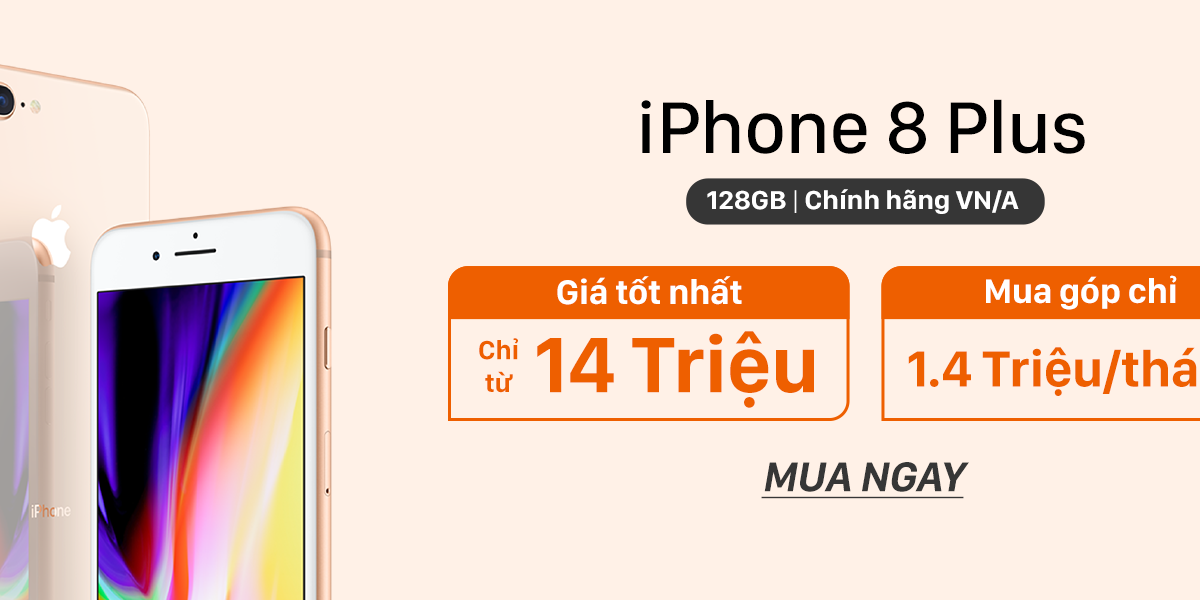 iPhone 8 Plus
128GB | Chính hãng VN/A
Giá tốt nhất
Chỉ từ 14 Triệu
Mua góp chỉ
1.4 Triệu/thá
MUA NGAY
iPhone